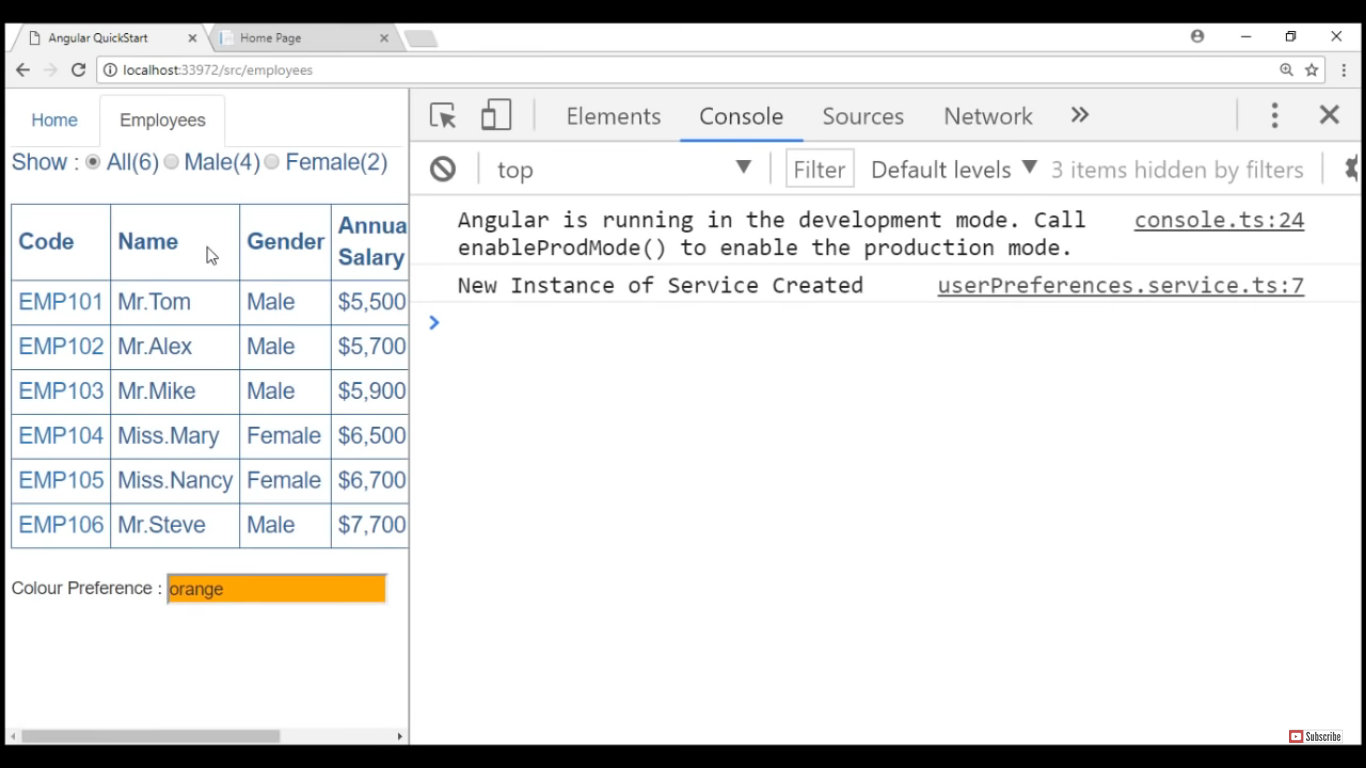 Angular QuickStart
Home Page
localhost:33972/src/employees
Home Employees
Show : All(6) Male(4) Female(2)
Code Name Gender Annua
Salary
EMP101 Mr.Tom Male $5,500
EMP102 Mr.Alex Male $5,700
EMP103 Mr.Mike Male $5,900
EMP104 Miss.Mary Female $6,500
EMP105 Miss.Nancy Female $6,700
EMP106 Mr.Steve Male $7,700
Colour Preference : orange
Elements Console Sources Network
top Filter Default levels 3 items hidden by filters
Angular is running in the development mode. Call console.ts:24
enableProdMode() to enable the production mode.
New Instance of Service Created userPreferences.service.ts:7
Subscribe